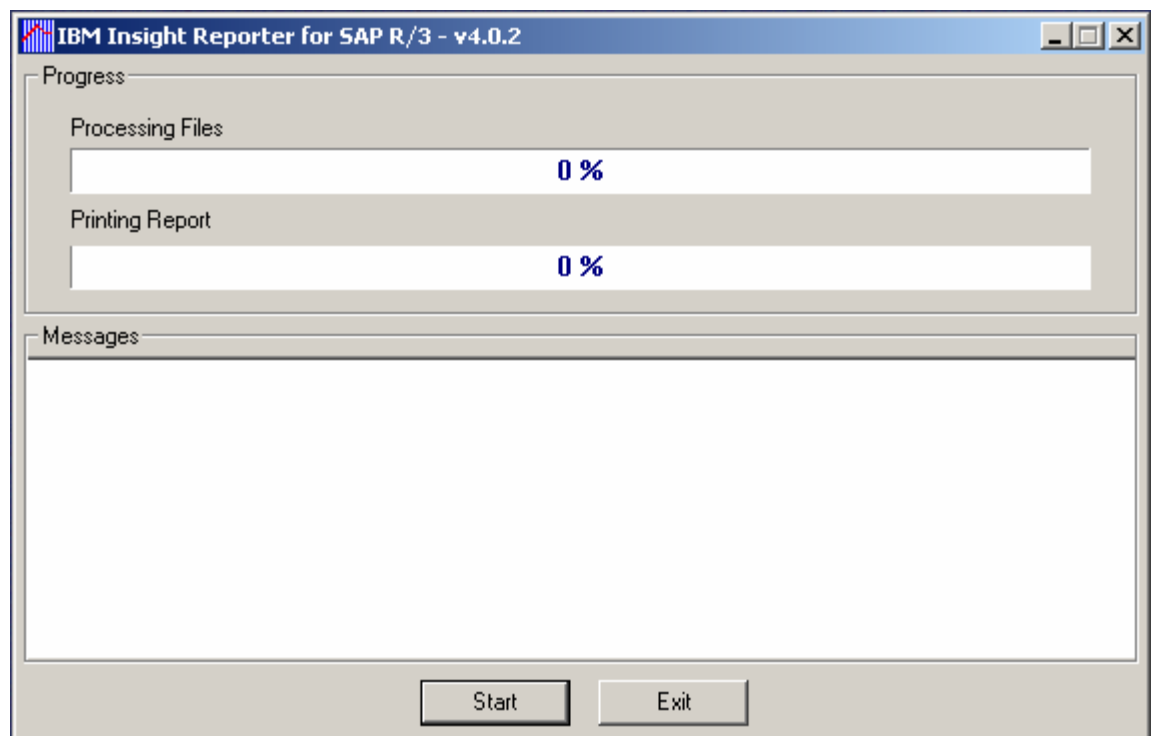 IBM Insight Reporter for SAP R/3 - v4.0.2
Progress
Processing Files
0 %
Printing Report
0 %
Messages
Start Exit